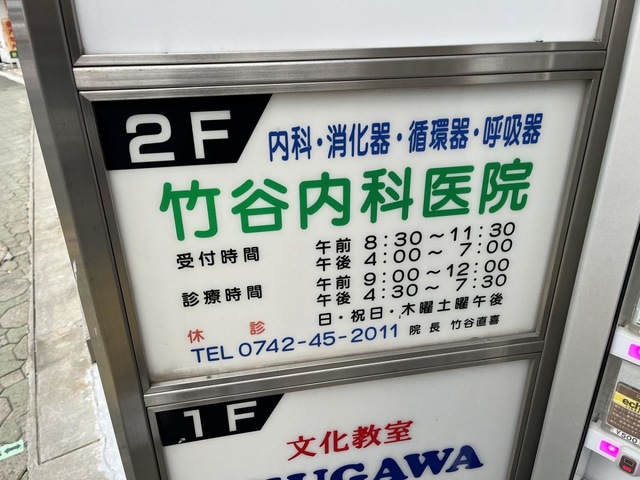 2F
内科・消化器・循環器・呼吸器
竹谷内科医院
受付時間 午前 8:30～11:30
午後 4:00～ 7:00
診療時間 午前 9:00～12:00
午後 4:30～ 7:30
休診 日・祝日・木曜土曜午後
TEL 0742-45-2011 院長 竹谷直喜
1F
文化教室
UGAWA
ech
¥500